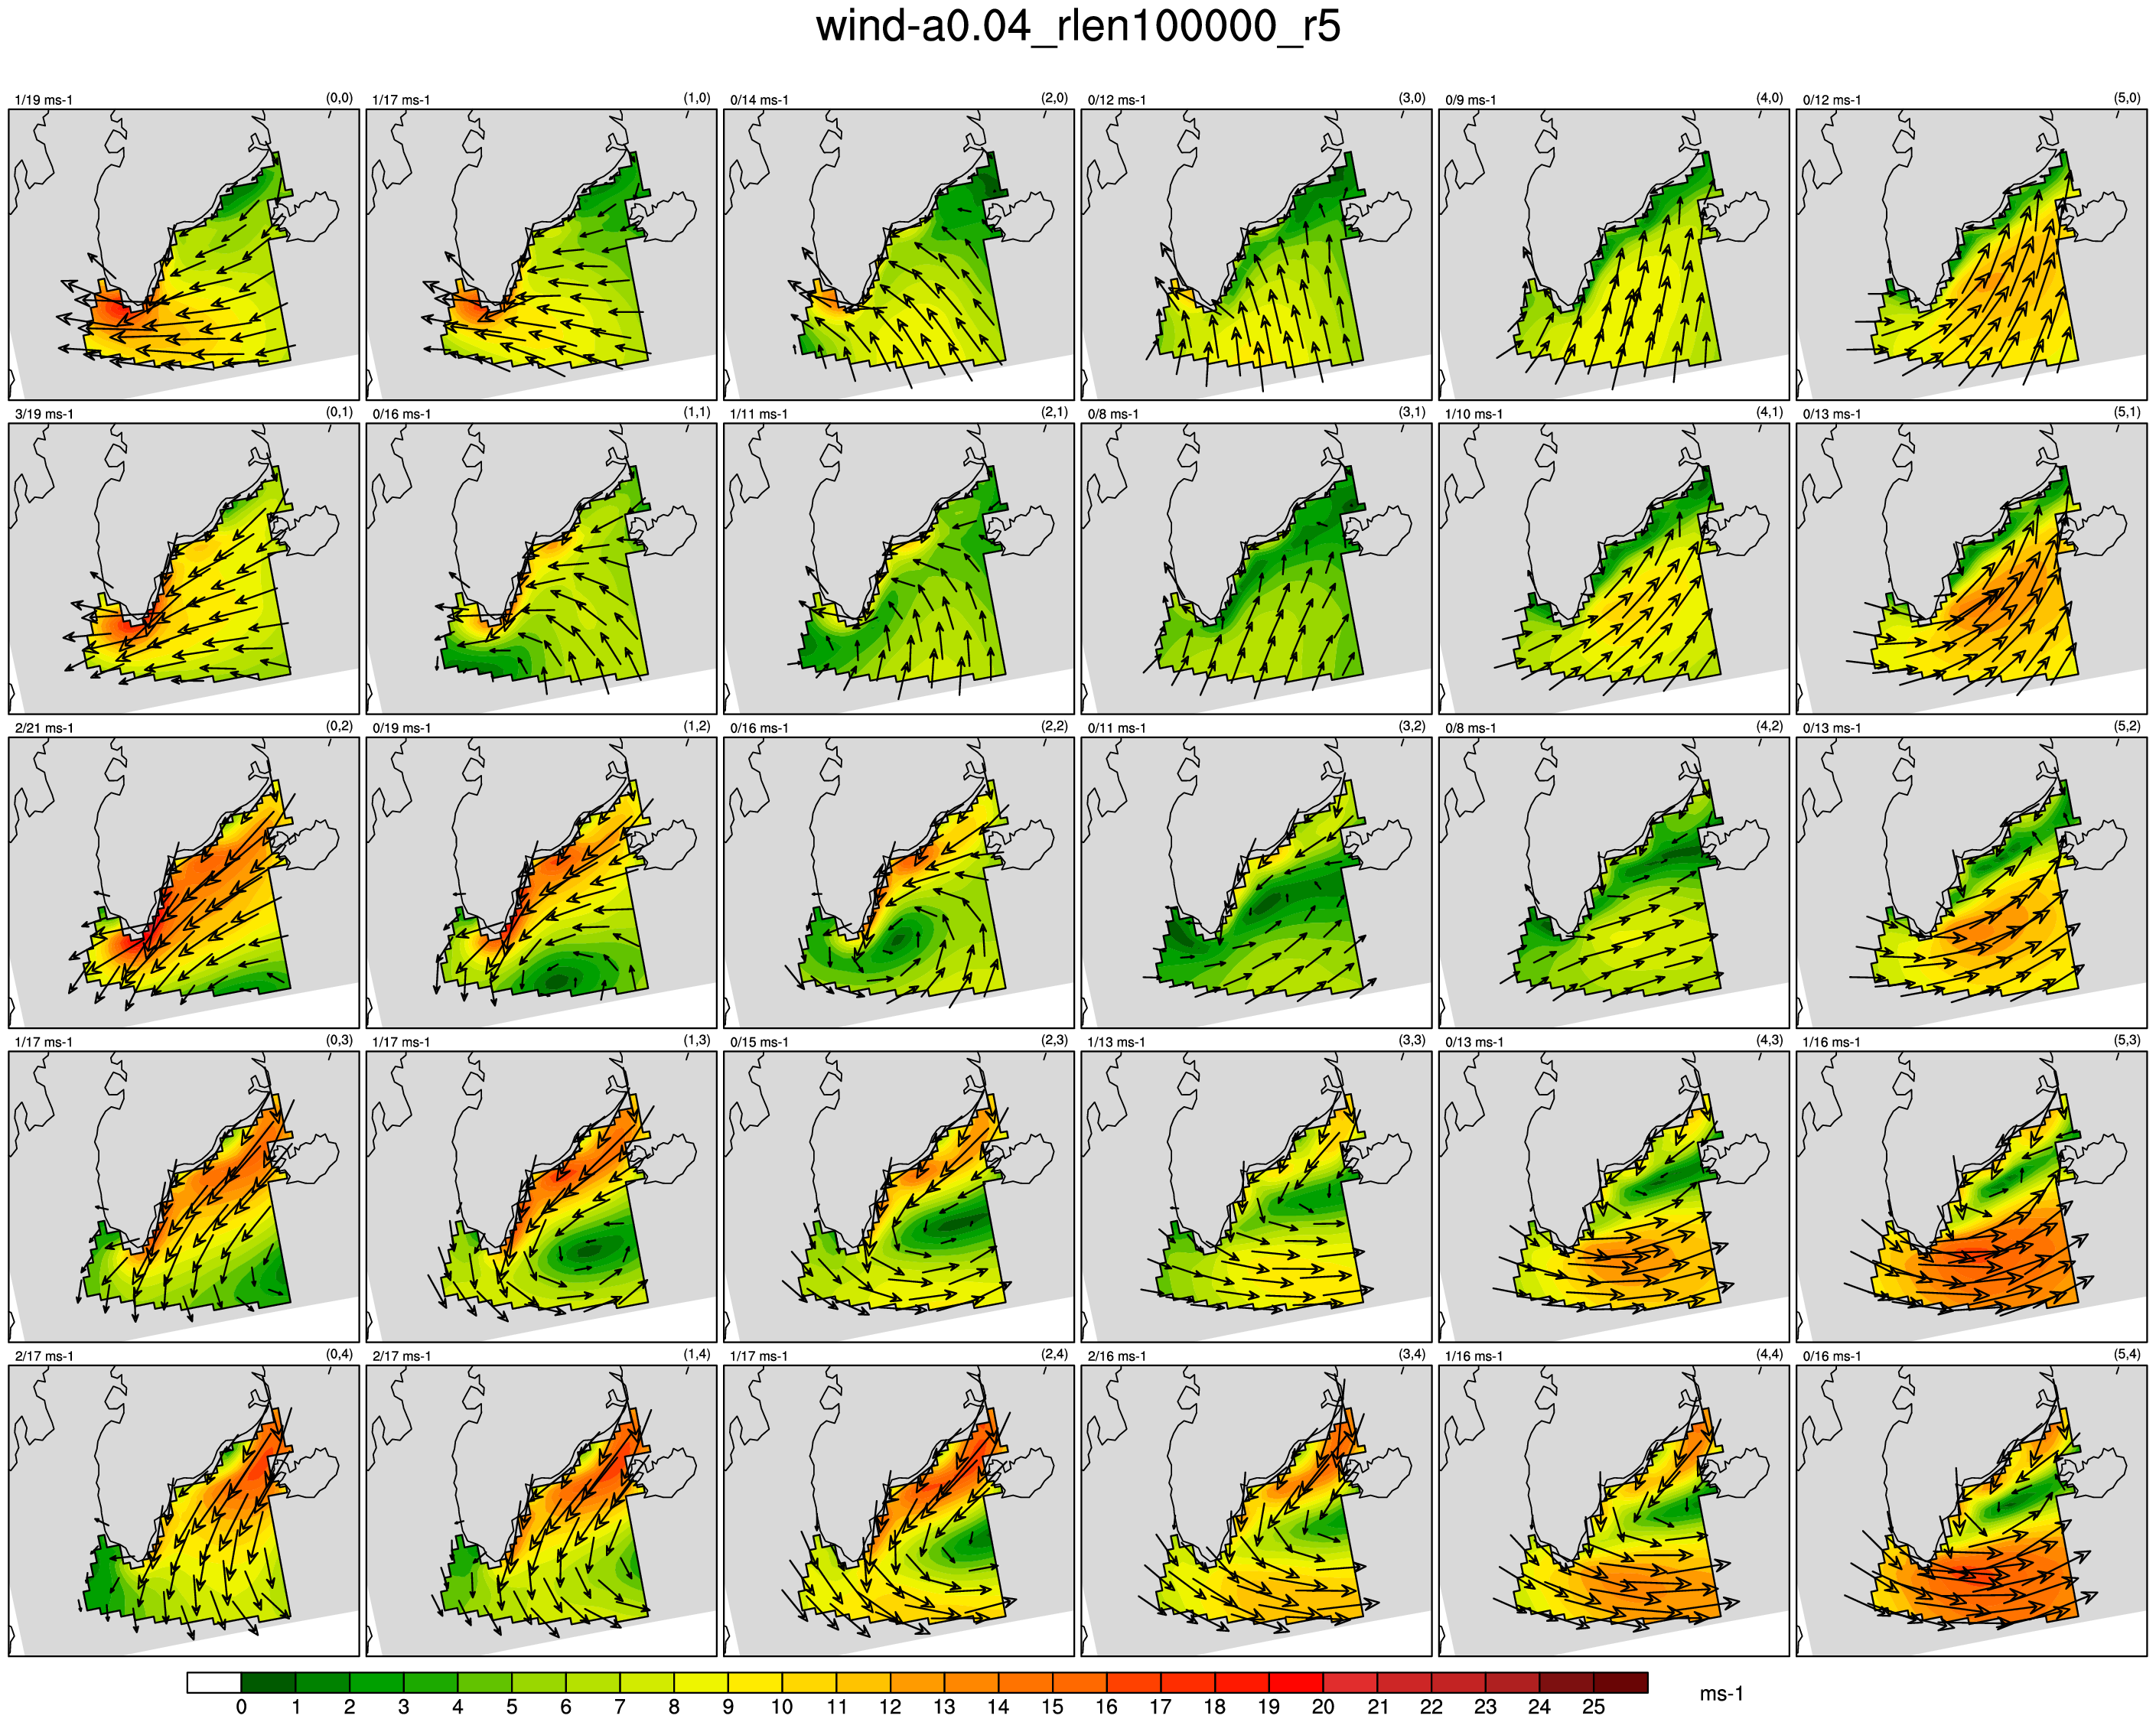 wind-a0.04_rlen100000_r5
1/19 ms-1 (0,0) 1/17 ms-1 (1,0) 0/14 ms-1 (2,0) 0/12 ms-1 (3,0) 0/9 ms-1 (4,0) 0/12 ms-1 (5,0)
3/19 ms-1 (0,1) 0/16 ms-1 (1,1) 1/11 ms-1 (2,1) 0/8 ms-1 (3,1) 1/10 ms-1 (4,1) 0/13 ms-1 (5,1)
2/21 ms-1 (0,2) 0/19 ms-1 (1,2) 0/16 ms-1 (2,2) 0/11 ms-1 (3,2) 0/8 ms-1 (4,2) 0/13 ms-1 (5,2)
1/17 ms-1 (0,3) 1/17 ms-1 (1,3) 0/15 ms-1 (2,3) 1/13 ms-1 (3,3) 0/13 ms-1 (4,3) 1/16 ms-1 (5,3)
2/17 ms-1 (0,4) 2/17 ms-1 (1,4) 1/17 ms-1 (2,4) 2/16 ms-1 (3,4) 1/16 ms-1 (4,4) 0/16 ms-1 (5,4)
0 1 2 3 4 5 6 7 8 9 10 11 12 13 14 15 16 17 18 19 20 21 22 23 24 25 ms-1